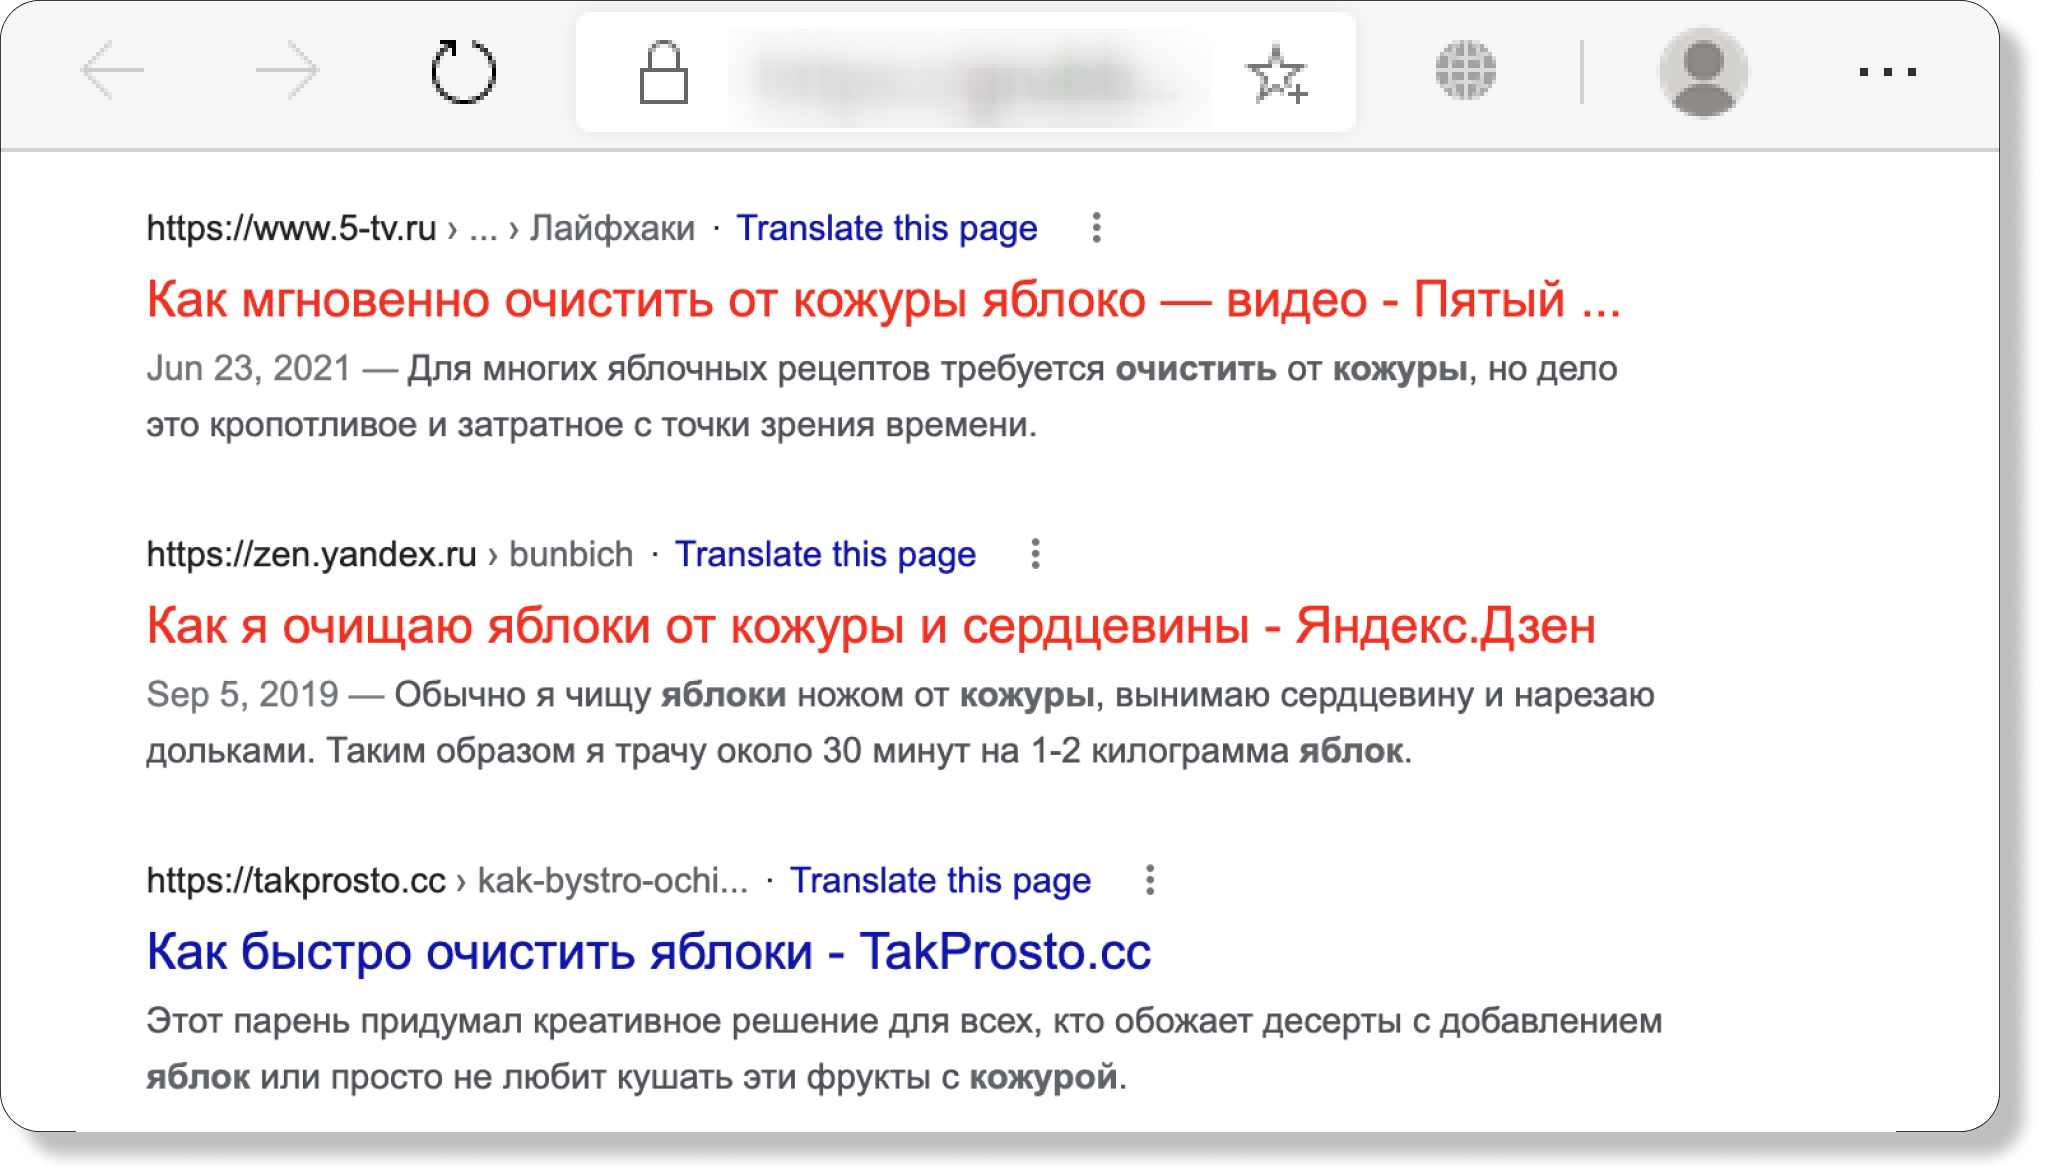 https://www.5-tv.ru › ... › Лайфхаки · Translate this page
Как мгновенно очистить от кожуры яблоко — видео - Пятый ...
Jun 23, 2021 — Для многих яблочных рецептов требуется очистить от кожуры, но дело
это кропотливое и затратное с точки зрения времени.
https://zen.yandex.ru › bunbich · Translate this page
Как я очищаю яблоки от кожуры и сердцевины - Яндекс.Дзен
Sep 5, 2019 — Обычно я чищу яблоки ножом от кожуры, вынимаю сердцевину и нарезаю
дольками. Таким образом я трачу около 30 минут на 1-2 килограмма яблок.
https://takprosto.cc › kak-bystro-ochi... · Translate this page
Как быстро очистить яблоки - TakProsto.cc
Этот парень придумал креативное решение для всех, кто обожает десерты с добавлением
яблок или просто не любит кушать эти фрукты с кожурой.